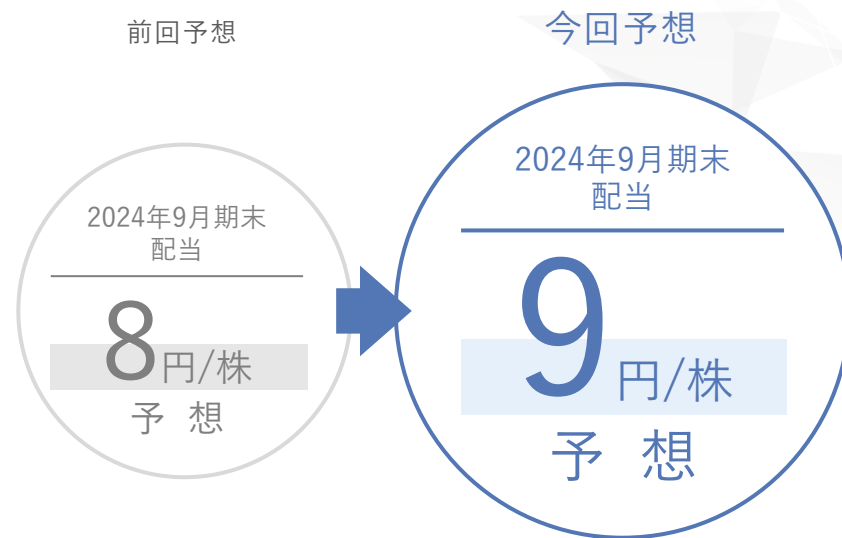 前回予想
2024年9月期末
配当
8円/株
予 想
今回予想
2024年9月期末
配当
9円/株
予 想